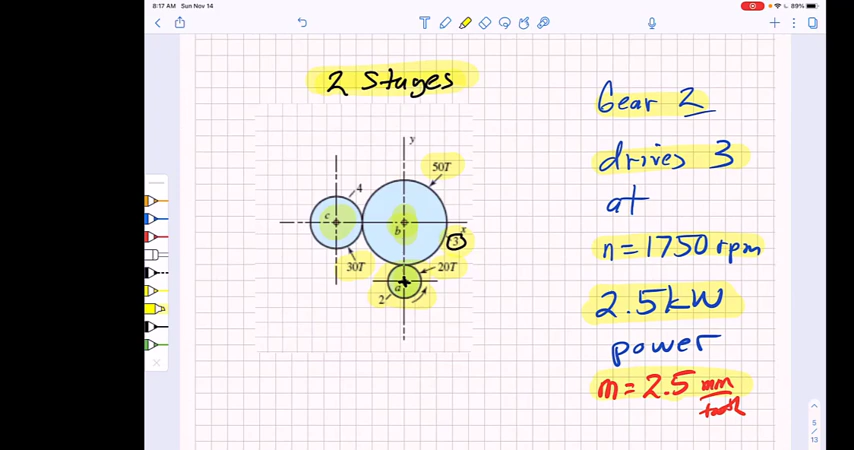 8:17 AM Sun Nov 14
89%
2 Stages
y
50T
4
c
b
x
3
30T
20T
a
2
Gear 2
drives 3
at
n = 1750 rpm
2.5 kW
power
m = 2.5 mm/tooth
5
/
13